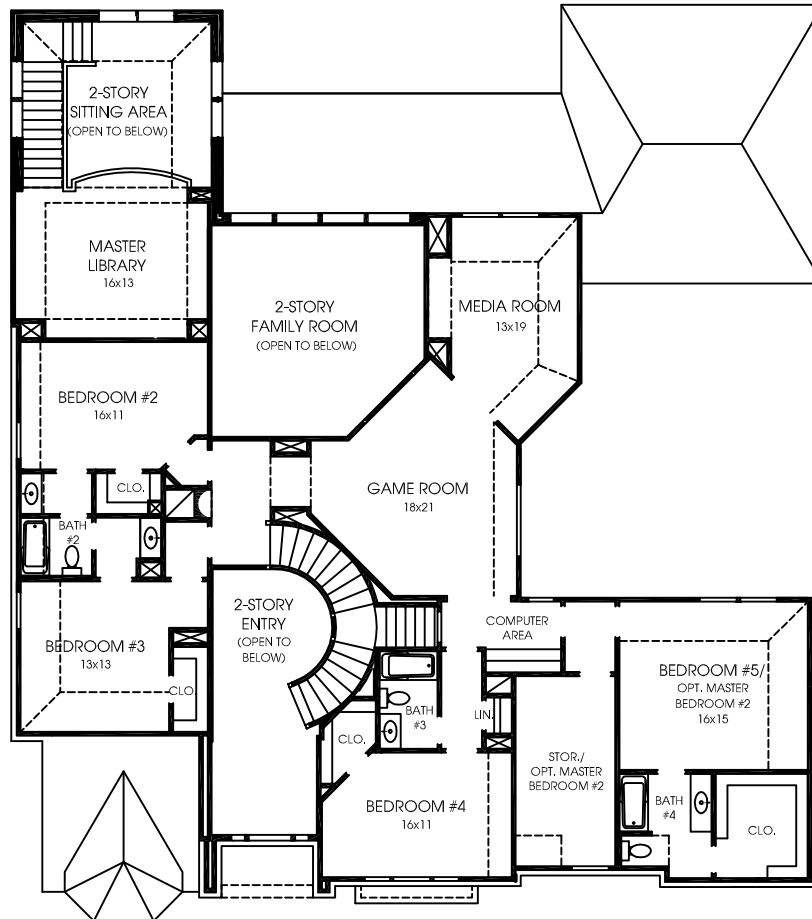 2-STORY
SITTING AREA
(OPEN TO BELOW)
MASTER
LIBRARY
16x13
2-STORY
FAMILY ROOM
(OPEN TO BELOW)
MEDIA ROOM
13x19
BEDROOM #2
16x11
CLO.
GAME ROOM
18x21
BATH
#2
2-STORY
ENTRY
(OPEN TO
BELOW)
COMPUTER
AREA
BEDROOM #3
13x13
CLO.
BEDROOM #5/
OPT. MASTER
BEDROOM #2
16x15
BATH
#3
LIN.
CLO.
STOR./
OPT. MASTER
BEDROOM #2
BEDROOM #4
16x11
BATH
#4
CLO.